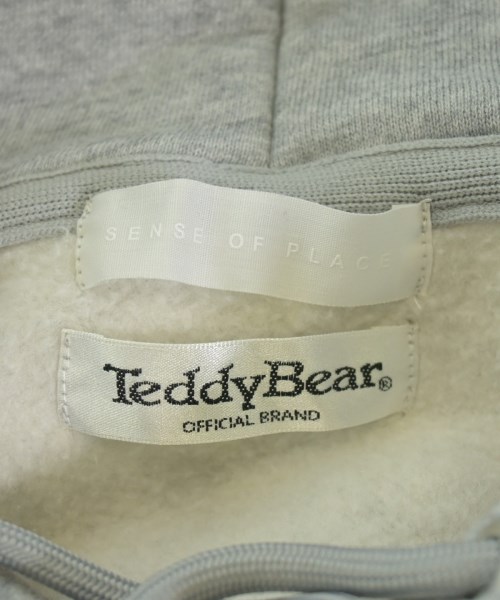 SENSE OF PLACE
TeddyBear®
OFFICIAL BRAND